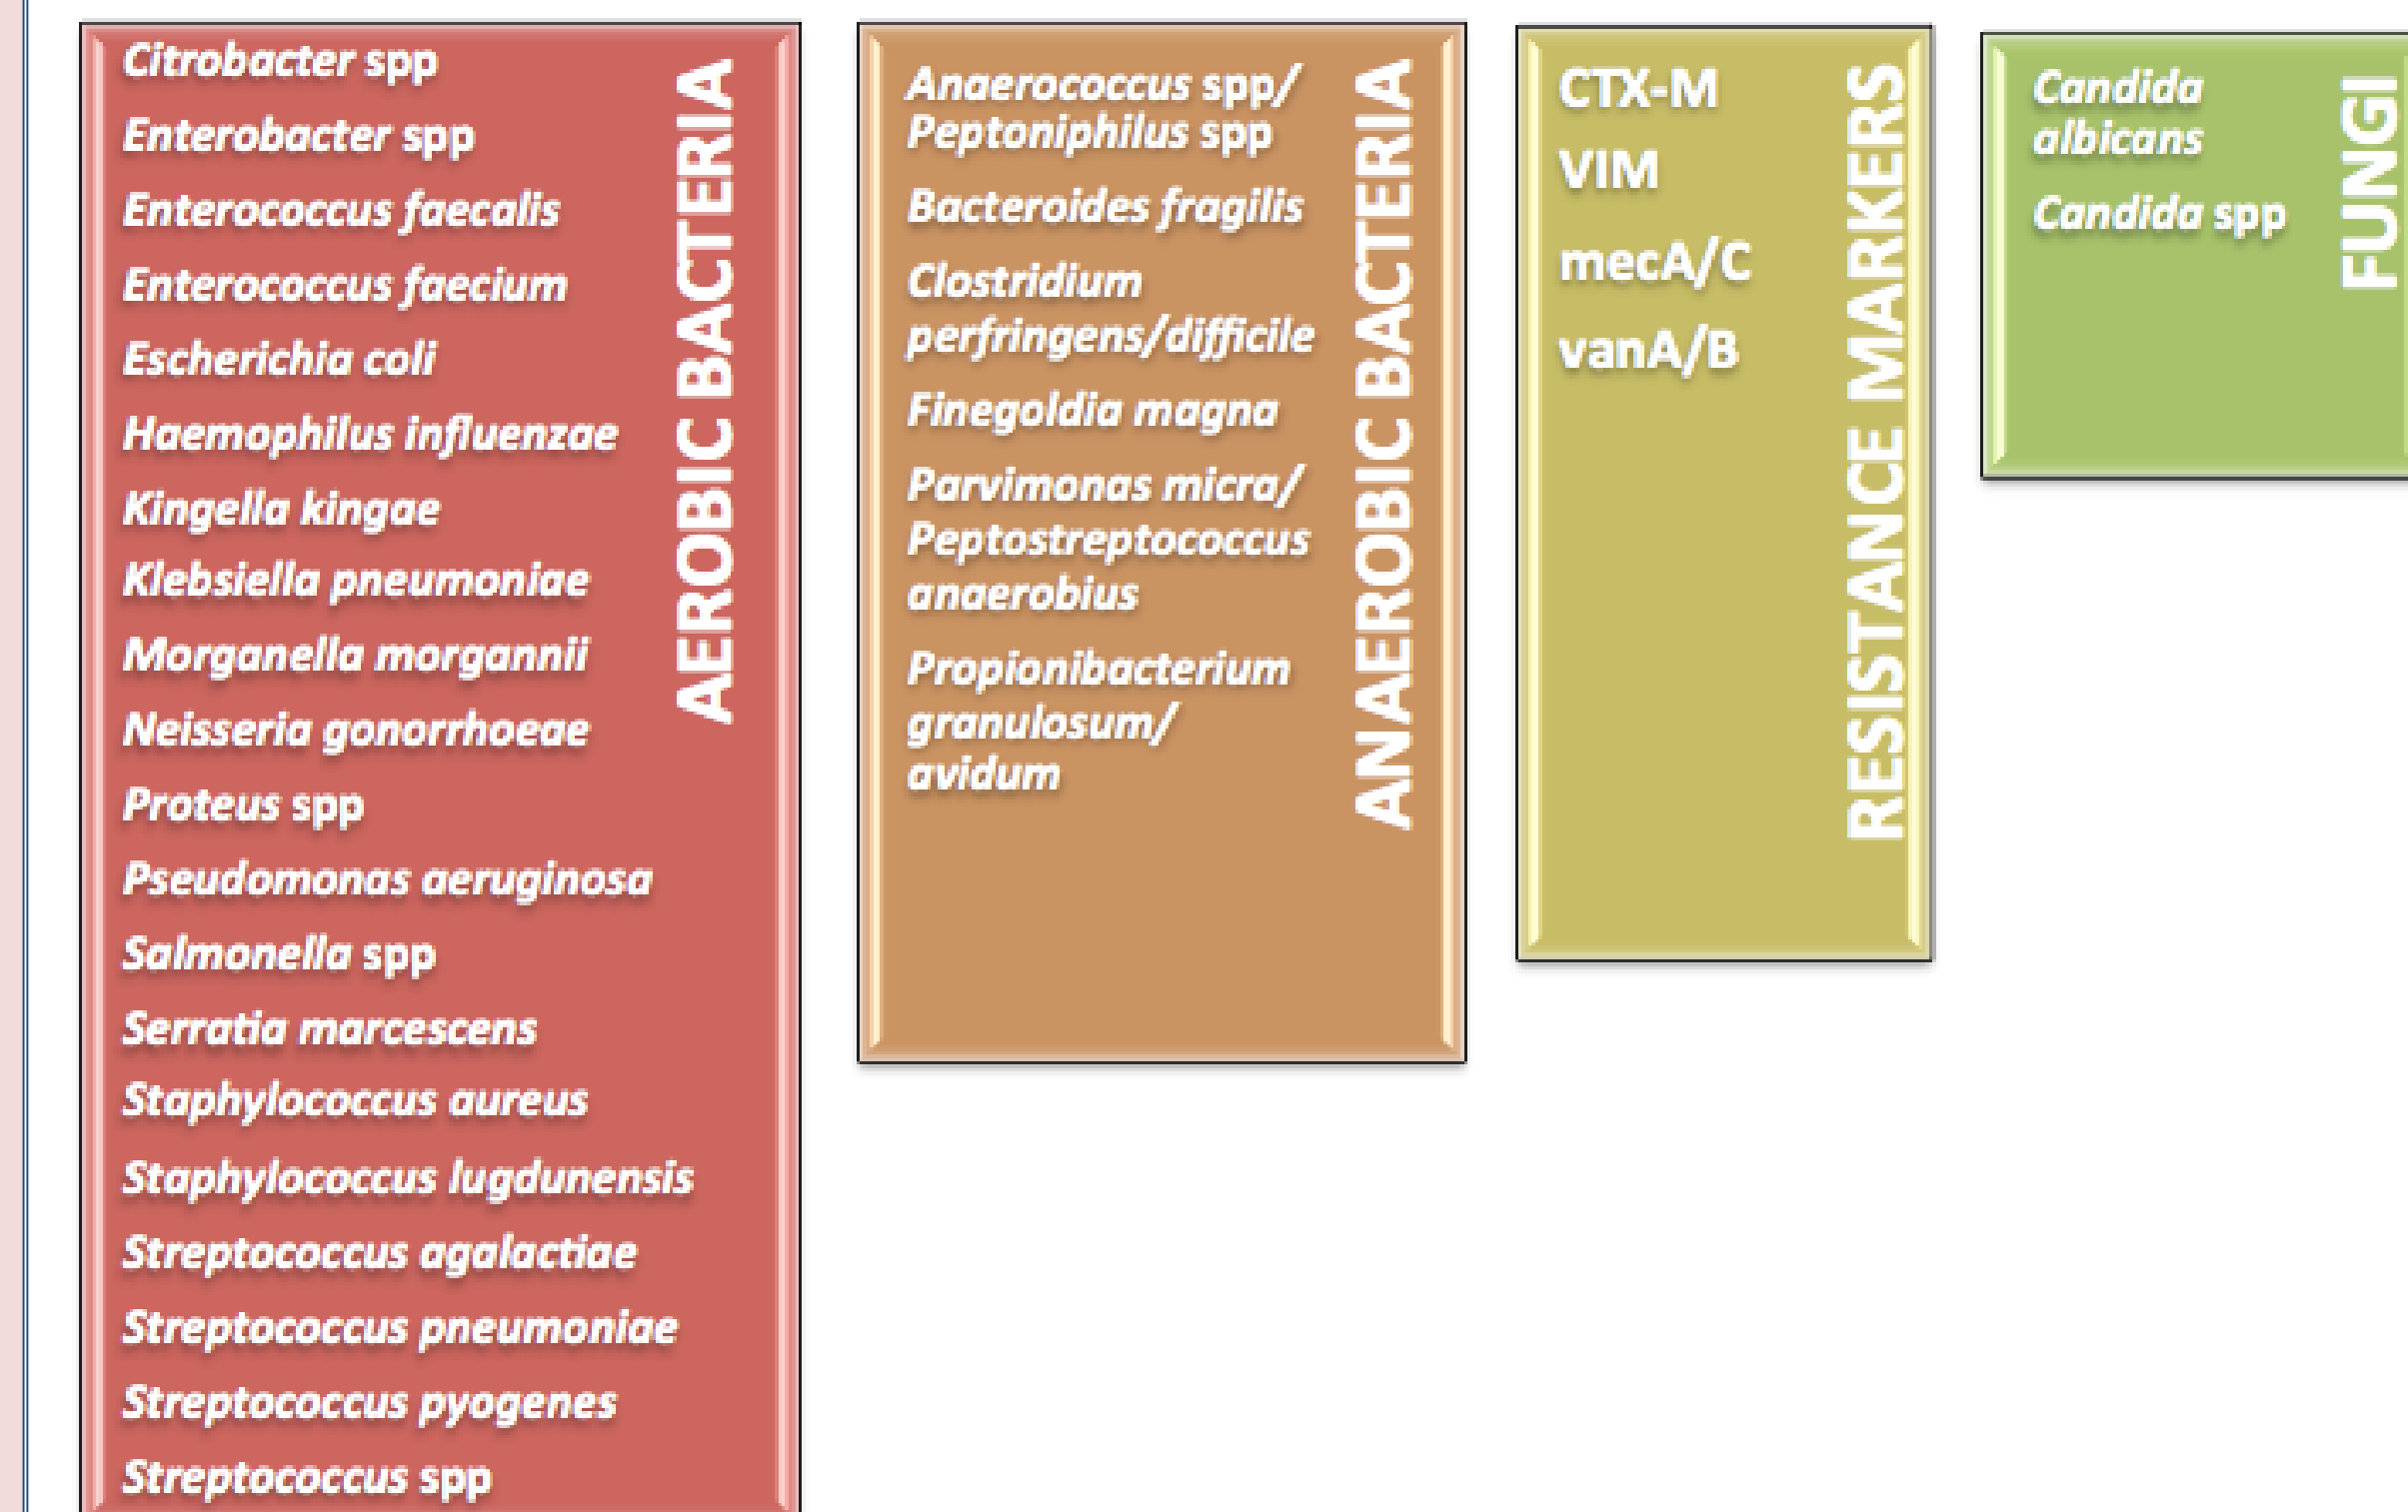 Citrobacter spp
Enterobacter spp
Enterococcus faecalis
Enterococcus faecium
Escherichia coli
Haemophilus influenzae
Kingella kingae
Klebsiella pneumoniae
Morganella morgannii
Neisseria gonorrhoeae
Proteus spp
Pseudomonas aeruginosa
Salmonella spp
Serratia marcescens
Staphylococcus aureus
Staphylococcus lugdunensis
Streptococcus agalactiae
Streptococcus pneumoniae
Streptococcus pyogenes
Streptococcus spp
AEROBIC BACTERIA
Anaerococcus spp/
Peptoniphilus spp
Bacteroides fragilis
Clostridium
perfringens/difficile
Finegoldia magna
Parvimonas micra/
Peptostreptococcus
anaerobius
Propionibacterium
granulosum/
avidum
ANAEROBIC BACTERIA
CTX-M
VIM
mecA/C
vanA/B
RESISTANCE MARKERS
Candida
albicans
Candida spp
FUNGI